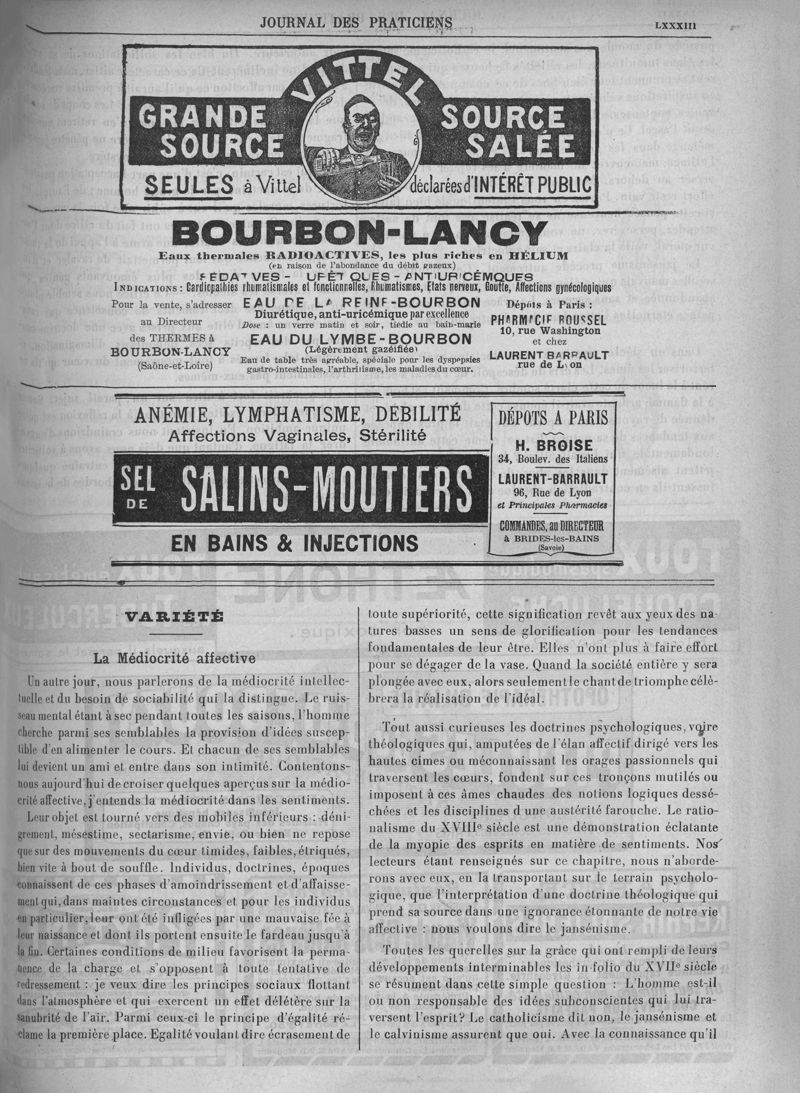 JOURNAL DES PRATICIENS
LXXXIII
VITTEL
GRANDE
SOURCE
SOURCE
SALÉE
SEULES à Vittel
déclarées d'INTÉRÊT PUBLIC
BOURBON-LANCY
Eaux thermales RADIOACTIVES, les plus riches en HÉLIUM
(en raison de l'abondance du débit gazeux)
SÉDATIVES - DIURÉTIQUES - ANTIURICÉMIQUES
INDICATIONS : Cardiopathies rhumatismales et fonctionnelles, Rhumatismes, Etats nerveux, Goutte, Affections gynécologiques
Pour la vente, s'adresser
au Directeur
des THERMES à
BOURBON-LANCY
(Saône-et-Loire)
EAU DE LA REINE-BOURBON
Diurétique, anti-uricémique par excellence
Dose : un verre matin et soir, tiédie au bain-marie
EAU DU LYMBE-BOURBON
(Légèrement gazéifiée)
Eau de table très agréable, spéciale pour les dyspepsies
gastro-intestinales, l'arthritisme, les maladies du cœur.
Dépôts à Paris :
PHARMACIE ROUSSEL
10, rue Washington
et chez
LAURENT BARRAULT
rue de Lyon
ANÉMIE, LYMPHATISME, DEBILITÉ
Affections Vaginales, Stérilité
SEL
DE
SALINS-MOUTIERS
EN BAINS & INJECTIONS
DÉPOTS A PARIS
H. BROISE
34, Boulev. des Italiens
LAURENT-BARRAULT
96, Rue de Lyon
et Principales Pharmacies
COMMANDES, au DIRECTEUR
à BRIDES-les-BAINS
(Savoie)
VARIÉTÉ
La Médiocrité affective
Un autre jour, nous parlerons de la médiocrité intellec-
tuelle et du besoin de sociabilité qui la distingue. Le ruis-
seau mental étant à sec pendant toutes les saisons, l'homme
cherche parmi ses semblables la provision d'idées suscep-
tible d'en alimenter le cours. Et chacun de ses semblables
lui devient un ami et entre dans son intimité. Contentons-
nous aujourd'hui de croiser quelques aperçus sur la médio-
crité affective, j'entends la médiocrité dans les sentiments.
Leur objet est tourné vers des mobiles inférieurs : déni-
grement, mésestime, sectarisme, envie, ou bien ne repose
que sur des mouvements du cœur timides, faibles, étriqués,
bien vite à bout de souffle. Individus, doctrines, époques
connaissent de ces phases d'amoindrissement et d'affaisse-
ment qui, dans maintes circonstances et pour les individus
en particulier, leur ont été infligées par une mauvaise fée à
leur naissance et dont ils portent ensuite le fardeau jusqu'à
la fin. Certaines conditions de milieu favorisent la perma-
nence de la charge et s'opposent à toute tentative de
redressement : je veux dire les principes sociaux flottant
dans l'atmosphère et qui exercent un effet délétère sur la
sanubrité de l'air. Parmi ceux-ci le principe d'égalité ré-
clame la première place. Egalité voulant dire écrasement de
toute supériorité, cette signification revêt aux yeux des na-
tures basses un sens de glorification pour les tendances
fondamentales de leur être. Elles n'ont plus à faire effort
pour se dégager de la vase. Quand la société entière y sera
plongée avec eux, alors seulement le chant de triomphe célé-
brera la réalisation de l'idéal.
Tout aussi curieuses les doctrines psychologiques, voire
théologiques qui, amputées de l'élan affectif dirigé vers les
hautes cimes ou méconnaissant les orages passionnels qui
traversent les cœurs, fondent sur ces tronçons mutilés ou
imposent à ces âmes chaudes des notions logiques dessé-
chées et les disciplines d une austérité farouche. Le ratio-
nalisme du XVIIIe siècle est une démonstration éclatante
de la myopie des esprits en matière de sentiments. Nos
lecteurs étant renseignés sur ce chapitre, nous n'aborde-
rons avec eux, en la transportant sur le terrain psycholo-
gique, que l'interprétation d'une doctrine théologique qui
prend sa source dans une ignorance étonnante de notre vie
affective : nous voulons dire le jansénisme.
Toutes les querelles sur la grâce qui ont rempli de leurs
développements interminables les in folio du XVIIe siècle
se résument dans cette simple question : L'homme est-il
ou non responsable des idées subconscientes qui lui tra-
versent l'esprit? Le catholicisme dit non, le jansénisme et
le calvinisme assurent que oui. Avec la connaissance qu'il